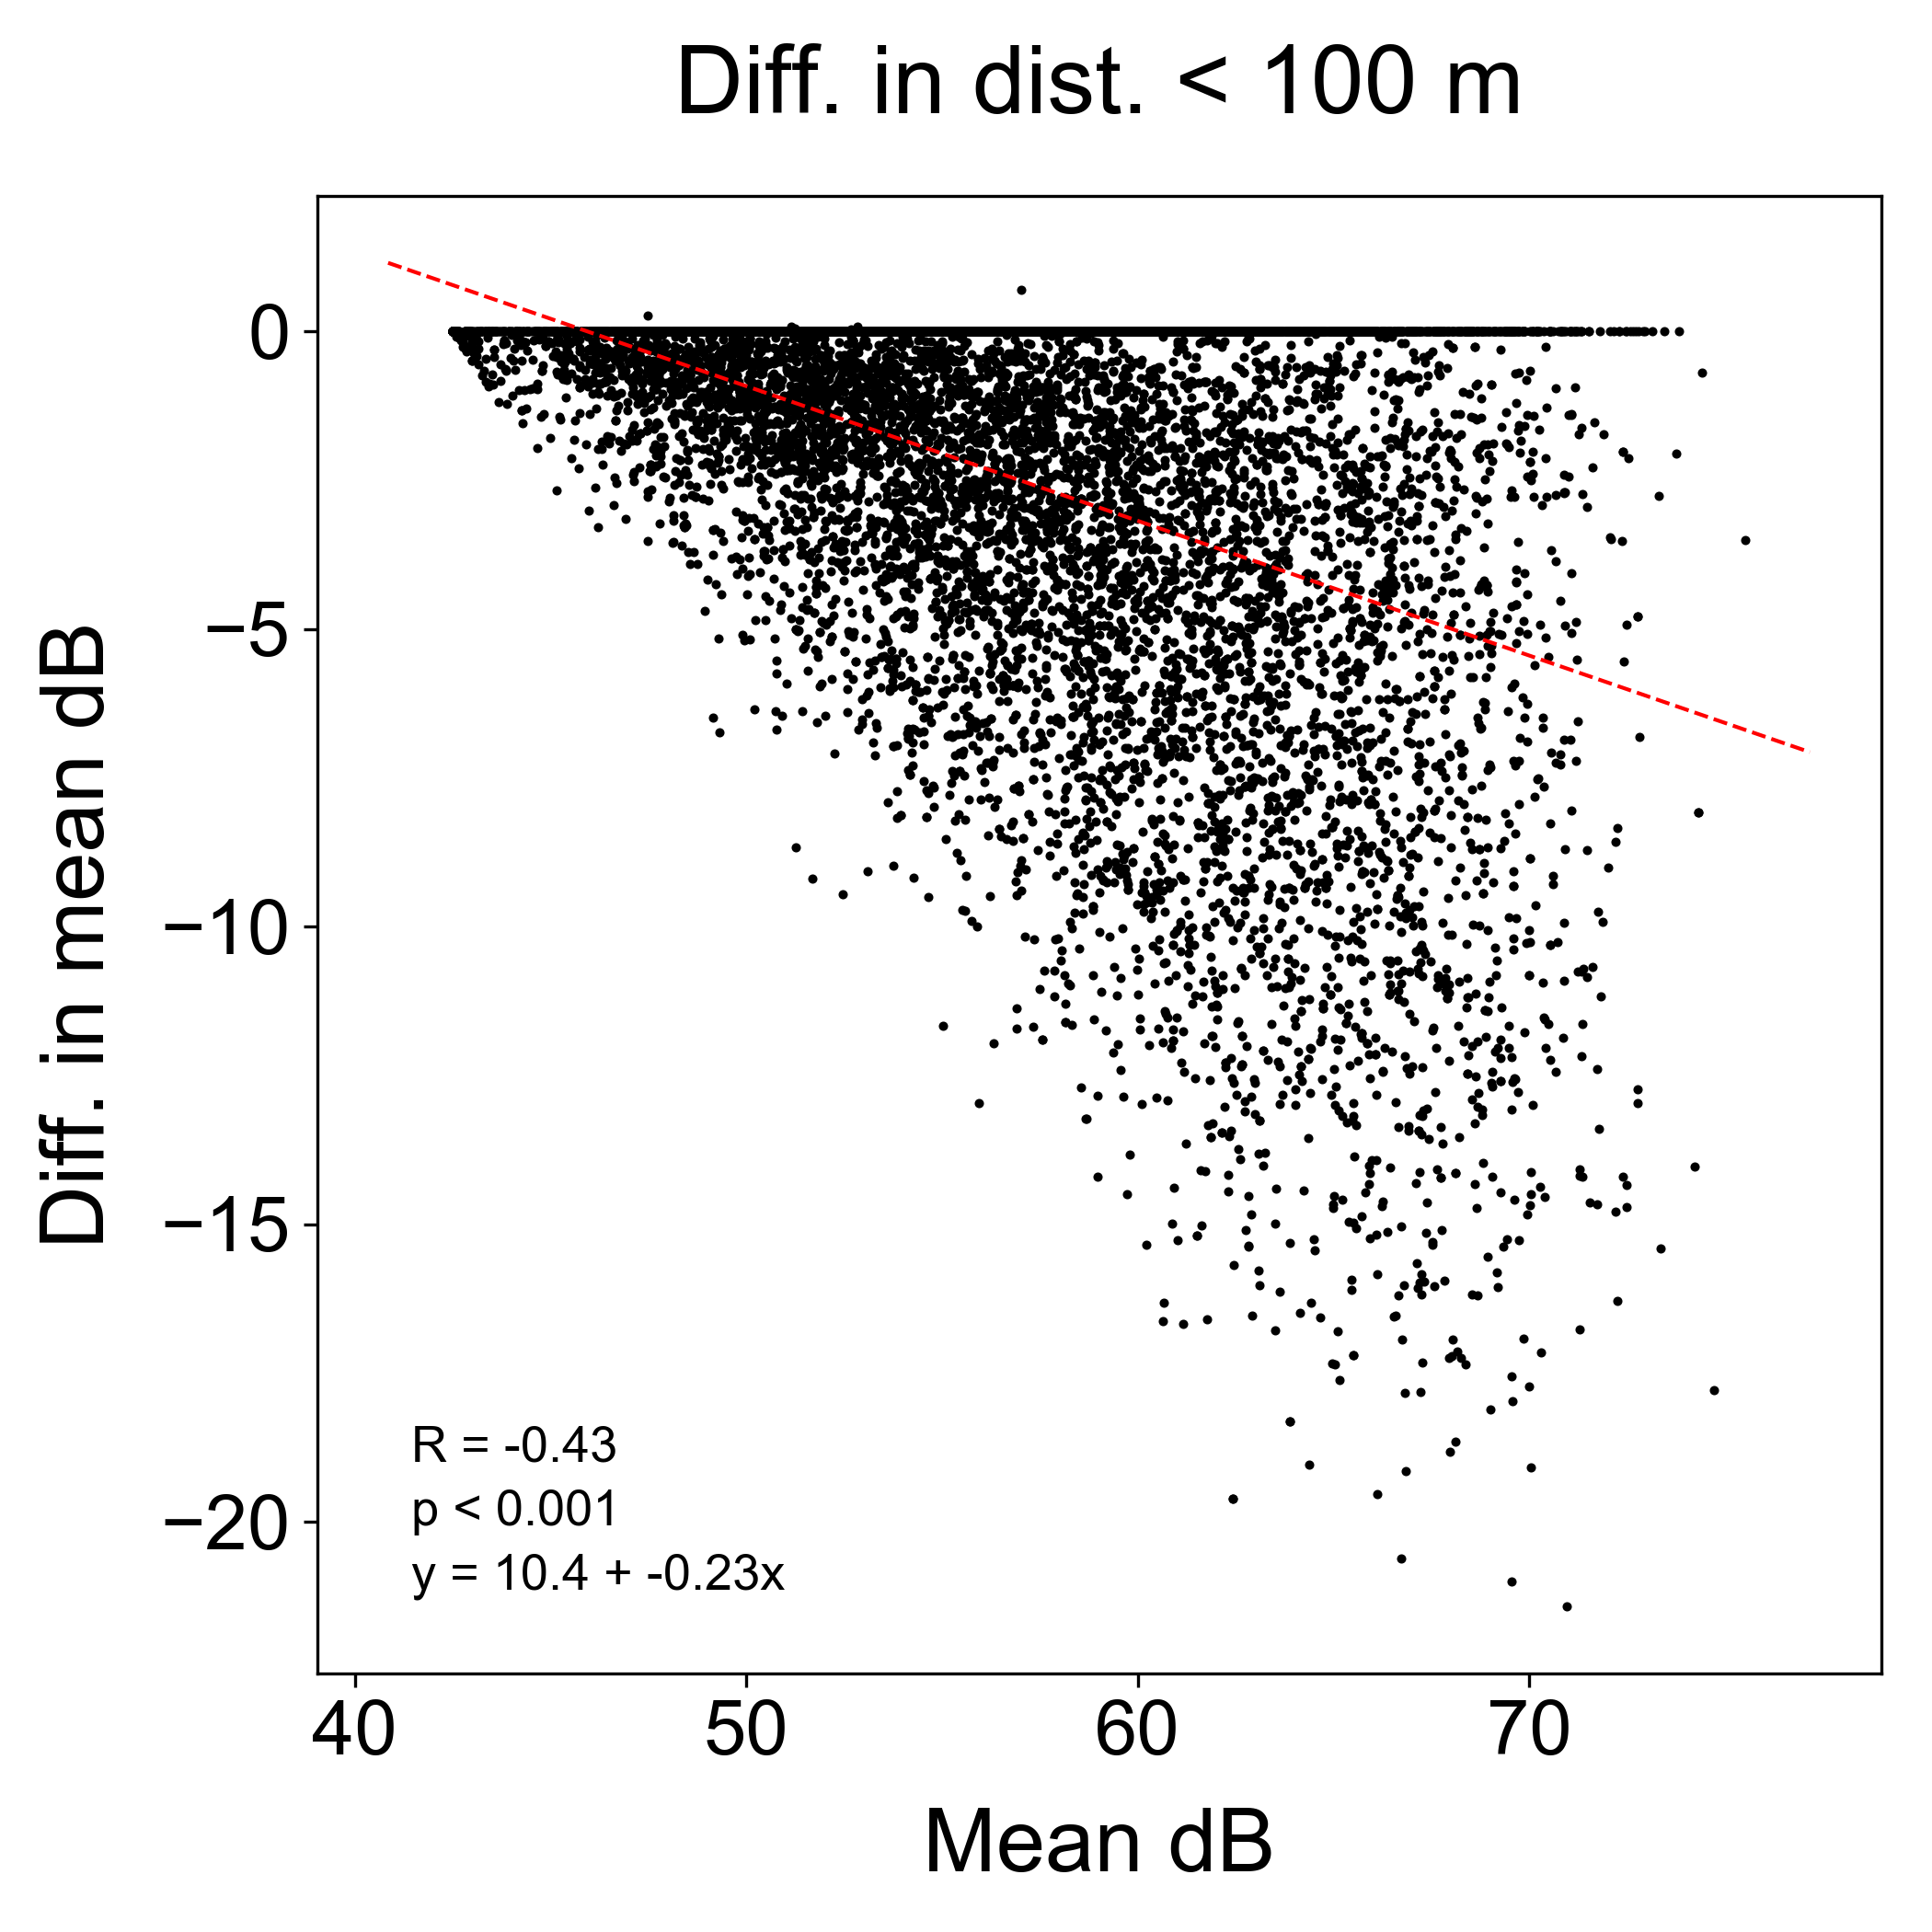 Diff. in dist. < 100 m
Diff. in mean dB
0
−5
−10
−15
−20
R = -0.43
p < 0.001
y = 10.4 + -0.23x
40 50 60 70
Mean dB